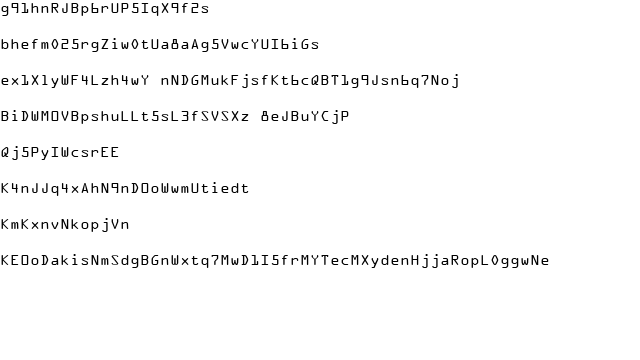 g91hnRJBp6rUP5IqX9f2s
bhefm025rgZiw0tUa8aAg5VwcYUI6iGs
ex1X1yWF4Lzh4wY nNDGMukFjsfKt6cQBT1g9Jsn6q7Noj
BiDWMOVBpshuLLt5sL3fSVSXz 8eJBuYCjP
Qj5PyIWcsrEE
K4nJJq4xAhN9nDOoWwmUtiedt
KmKxnvNkopjVn
KEOoDakisNmSdgBGnWxtq7MwD1I5frMYTecMXydenHjjaRopL0ggwNe